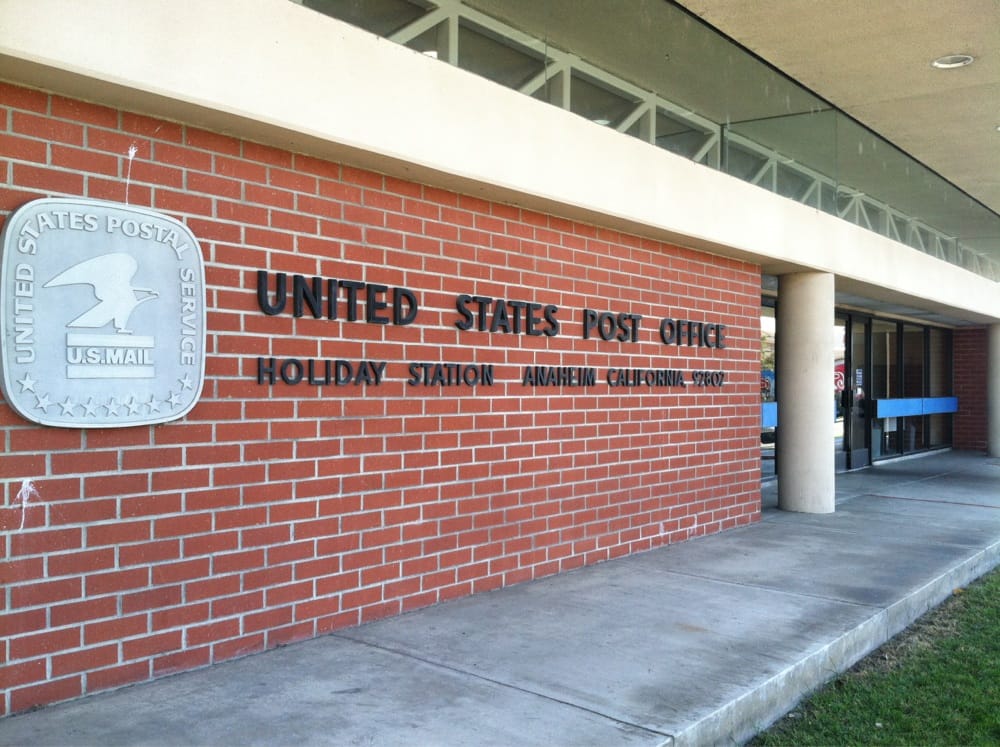 UNITED STATES POSTAL SERVICE
U.S.MAIL
UNITED STATES POST OFFICE
HOLIDAY STATION ANAHEIM CALIFORNIA 92802